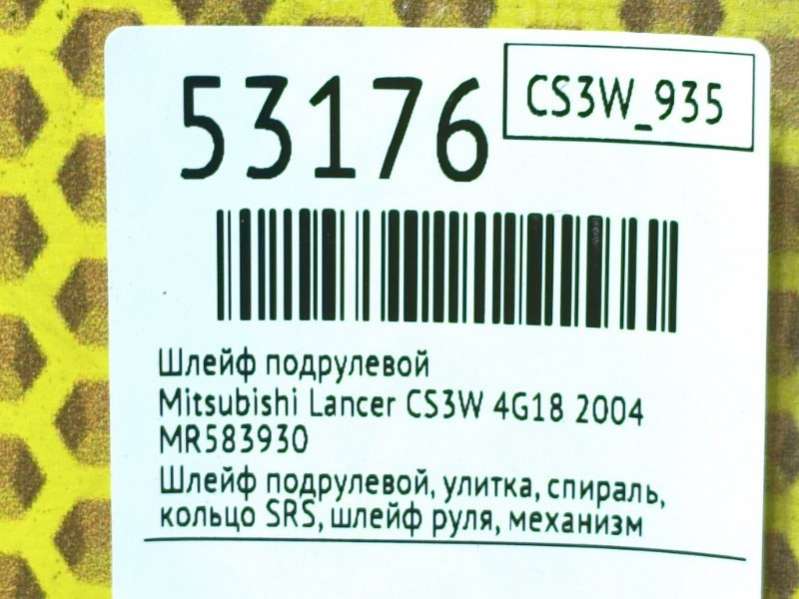 53176
CS3W_935
Шлейф подрулевой
Mitsubishi Lancer CS3W 4G18 2004
MR583930
Шлейф подрулевой, улитка, спираль,
кольцо SRS, шлейф руля, механизм